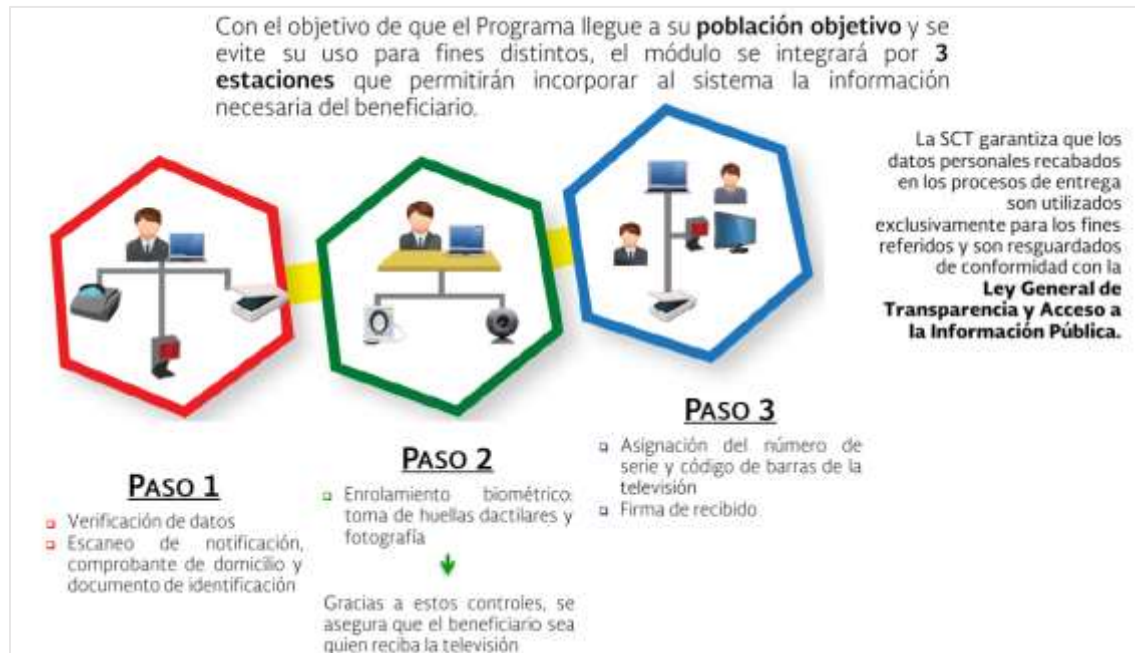 Con el objetivo de que el Programa llegue a su población objetivo y se
evite su uso para fines distintos, el módulo se integrará por 3
estaciones que permitirán incorporar al sistema la información
necesaria del beneficiario.
La SCT garantiza que los
datos personales recabados
en los procesos de entrega
son utilizados
exclusivamente para los fines
referidos y son resguardados
de conformidad con la
Ley General de
Transparencia y Acceso a
la Información Pública.
PASO 1
Verificación de datos
Escaneo de notificación,
comprobante de domicilio y
documento de identificación
PASO 2
Enrolamiento biométrico:
toma de huellas dactilares y
fotografía
Gracias a estos controles, se
asegura que el beneficiario sea
quien reciba la televisión
PASO 3
Asignación del número de
serie y código de barras de la
televisión
Firma de recibido